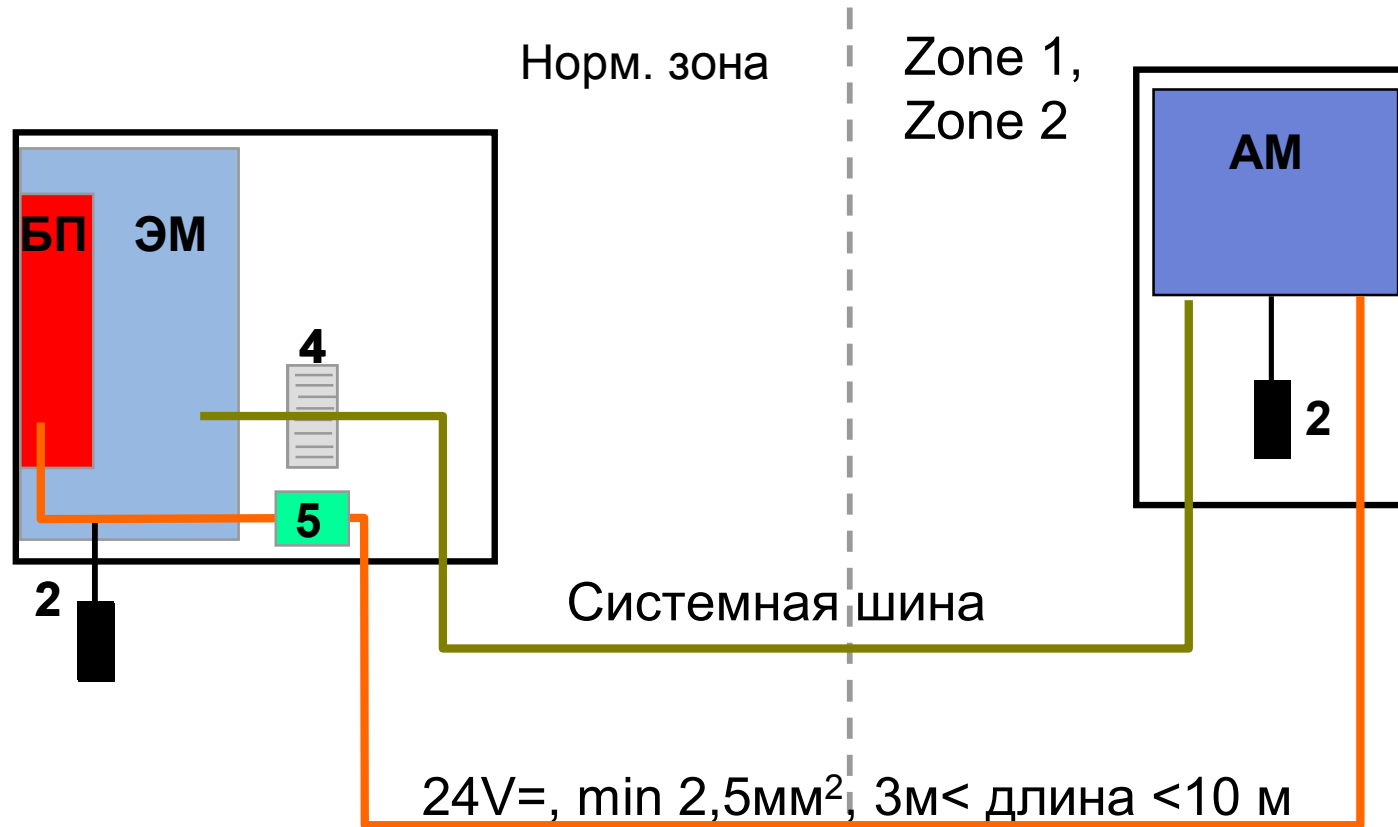 Норм. зона
Zone 1,
Zone 2
АМ
БП
ЭМ
4
2
5
2
Системная шина
24V=, min 2,5мм², 3м< длина <10 м